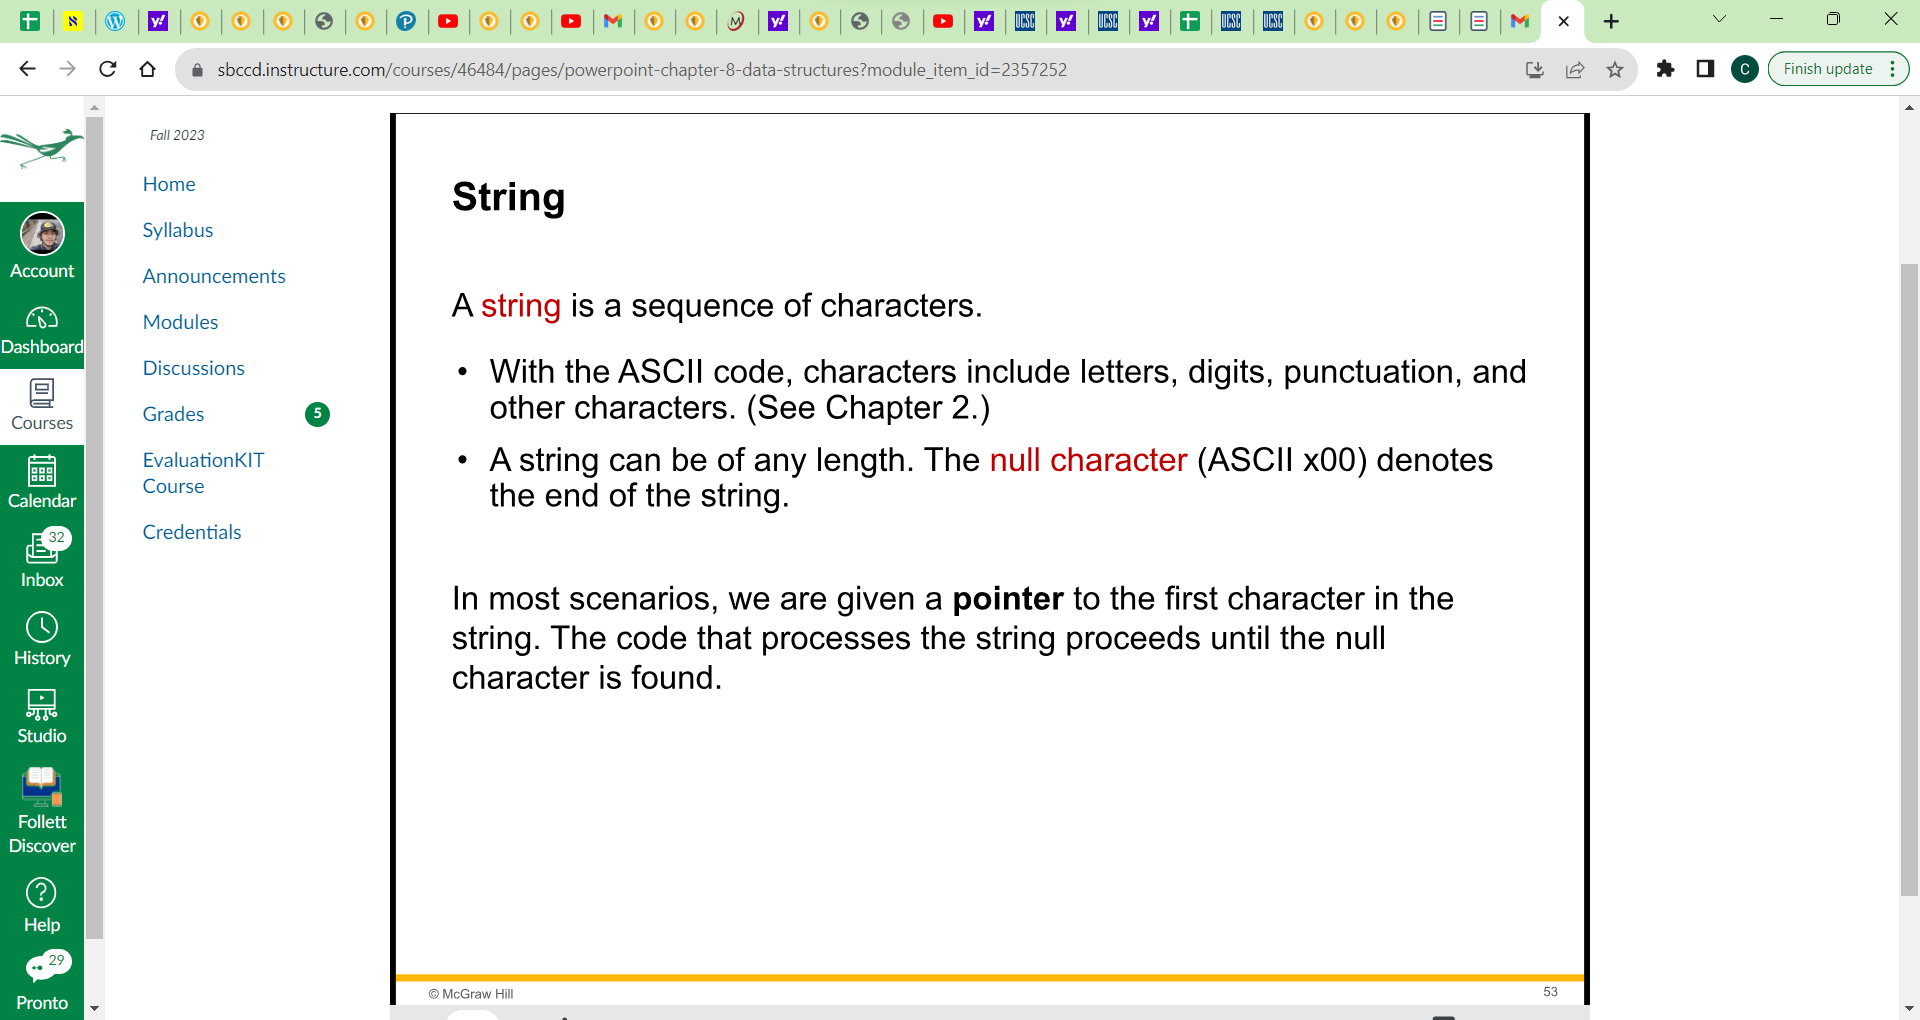 sbccd.instructure.com/courses/46484/pages/powerpoint-chapter-8-data-structures?module_item_id=2357252
C
Finish update
Account
Dashboard
Courses
Calendar
32
Inbox
History
Studio
Follett
Discover
Help
29
Pronto
Fall 2023
Home
Syllabus
Announcements
Modules
Discussions
Grades 5
EvaluationKIT
Course
Credentials
String
A string is a sequence of characters.
• With the ASCII code, characters include letters, digits, punctuation, and
other characters. (See Chapter 2.)
• A string can be of any length. The null character (ASCII x00) denotes
the end of the string.
In most scenarios, we are given a pointer to the first character in the
string. The code that processes the string proceeds until the null
character is found.
© McGraw Hill
53